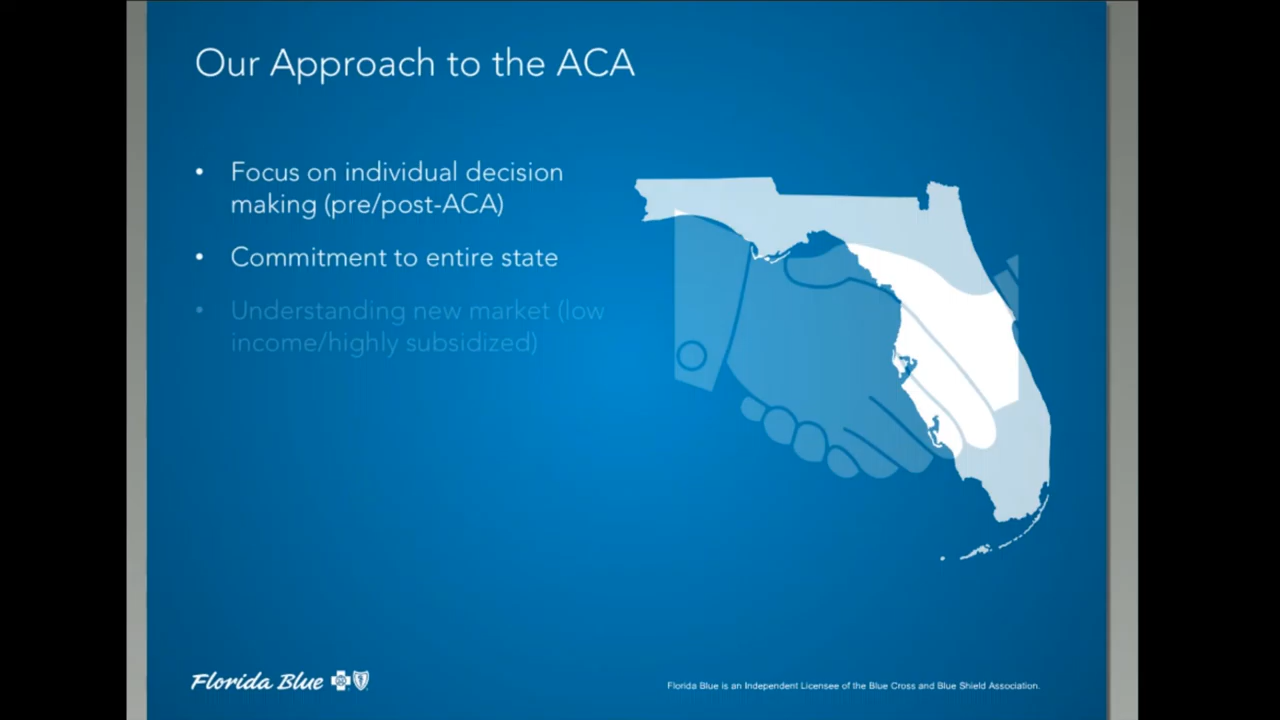 Our Approach to the ACA
• Focus on individual decision
making (pre/post-ACA)
• Commitment to entire state
• Understanding new market (low
income/highly subsidized)
Florida Blue
Florida Blue is an Independent Licensee of the Blue Cross and Blue Shield Association.